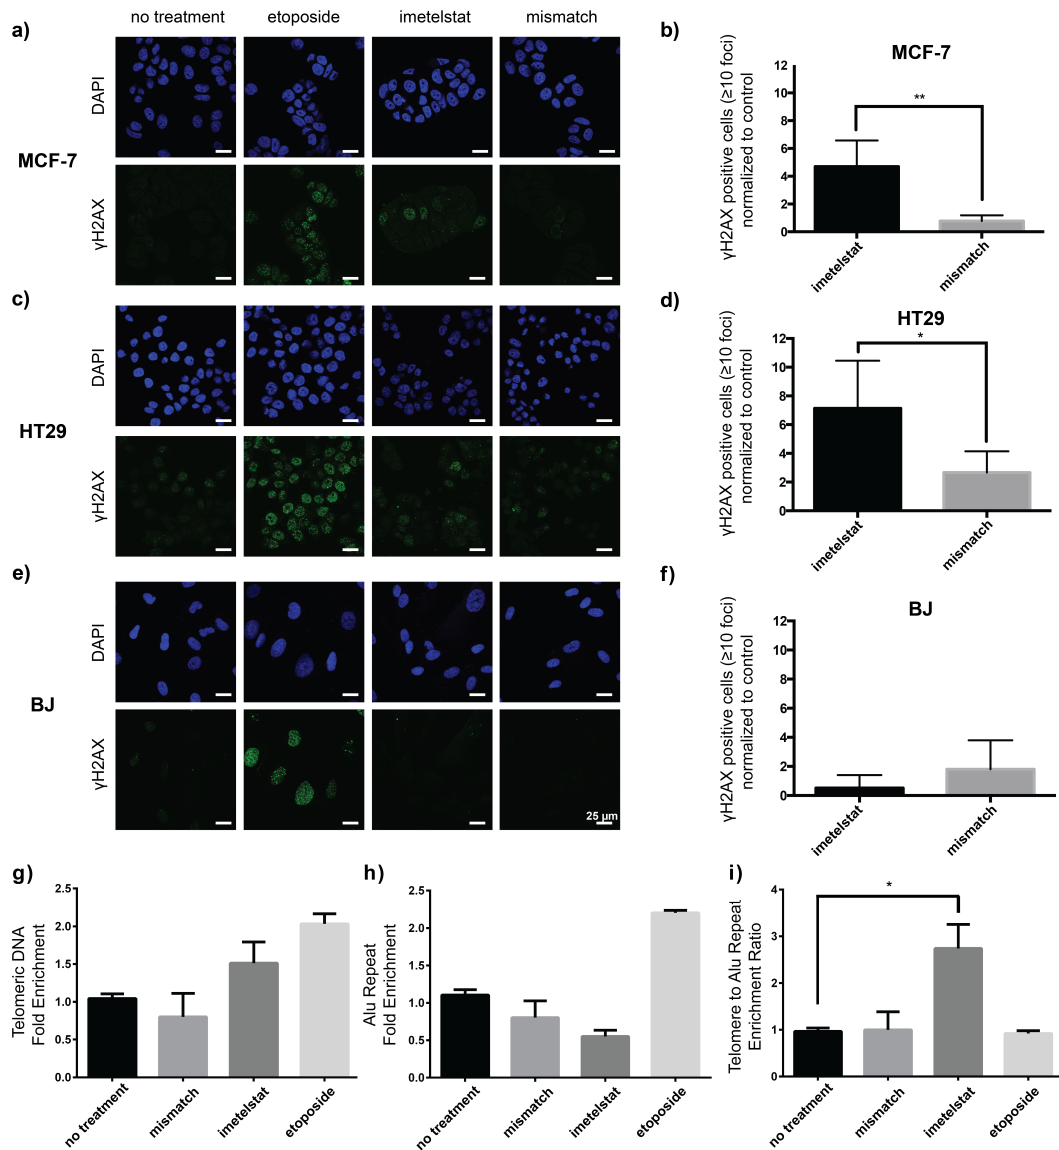 no treatment etoposide imetelstat mismatch
a)
DAPI
MCF-7
γH2AX
b)
MCF-7
γH2AX positive cells (≥10 foci)
normalized to control
12
10
8
6
4
2
0
**
imetelstat
mismatch
c)
DAPI
HT29
γH2AX
d)
HT29
γH2AX positive cells (≥10 foci)
normalized to control
12
10
8
6
4
2
0
*
imetelstat
mismatch
e)
DAPI
BJ
γH2AX
25 µm
f)
BJ
γH2AX positive cells (≥10 foci)
normalized to control
12
10
8
6
4
2
0
imetelstat
mismatch
g)
Telomeric DNA
Fold Enrichment
2.5
2.0
1.5
1.0
0.5
0.0
no treatment
mismatch
imetelstat
etoposide
h)
Alu Repeat
Fold Enrichment
2.5
2.0
1.5
1.0
0.5
0.0
no treatment
mismatch
imetelstat
etoposide
i)
Telomere to Alu Repeat
Enrichment Ratio
4
3
2
1
0
*
no treatment
mismatch
imetelstat
etoposide